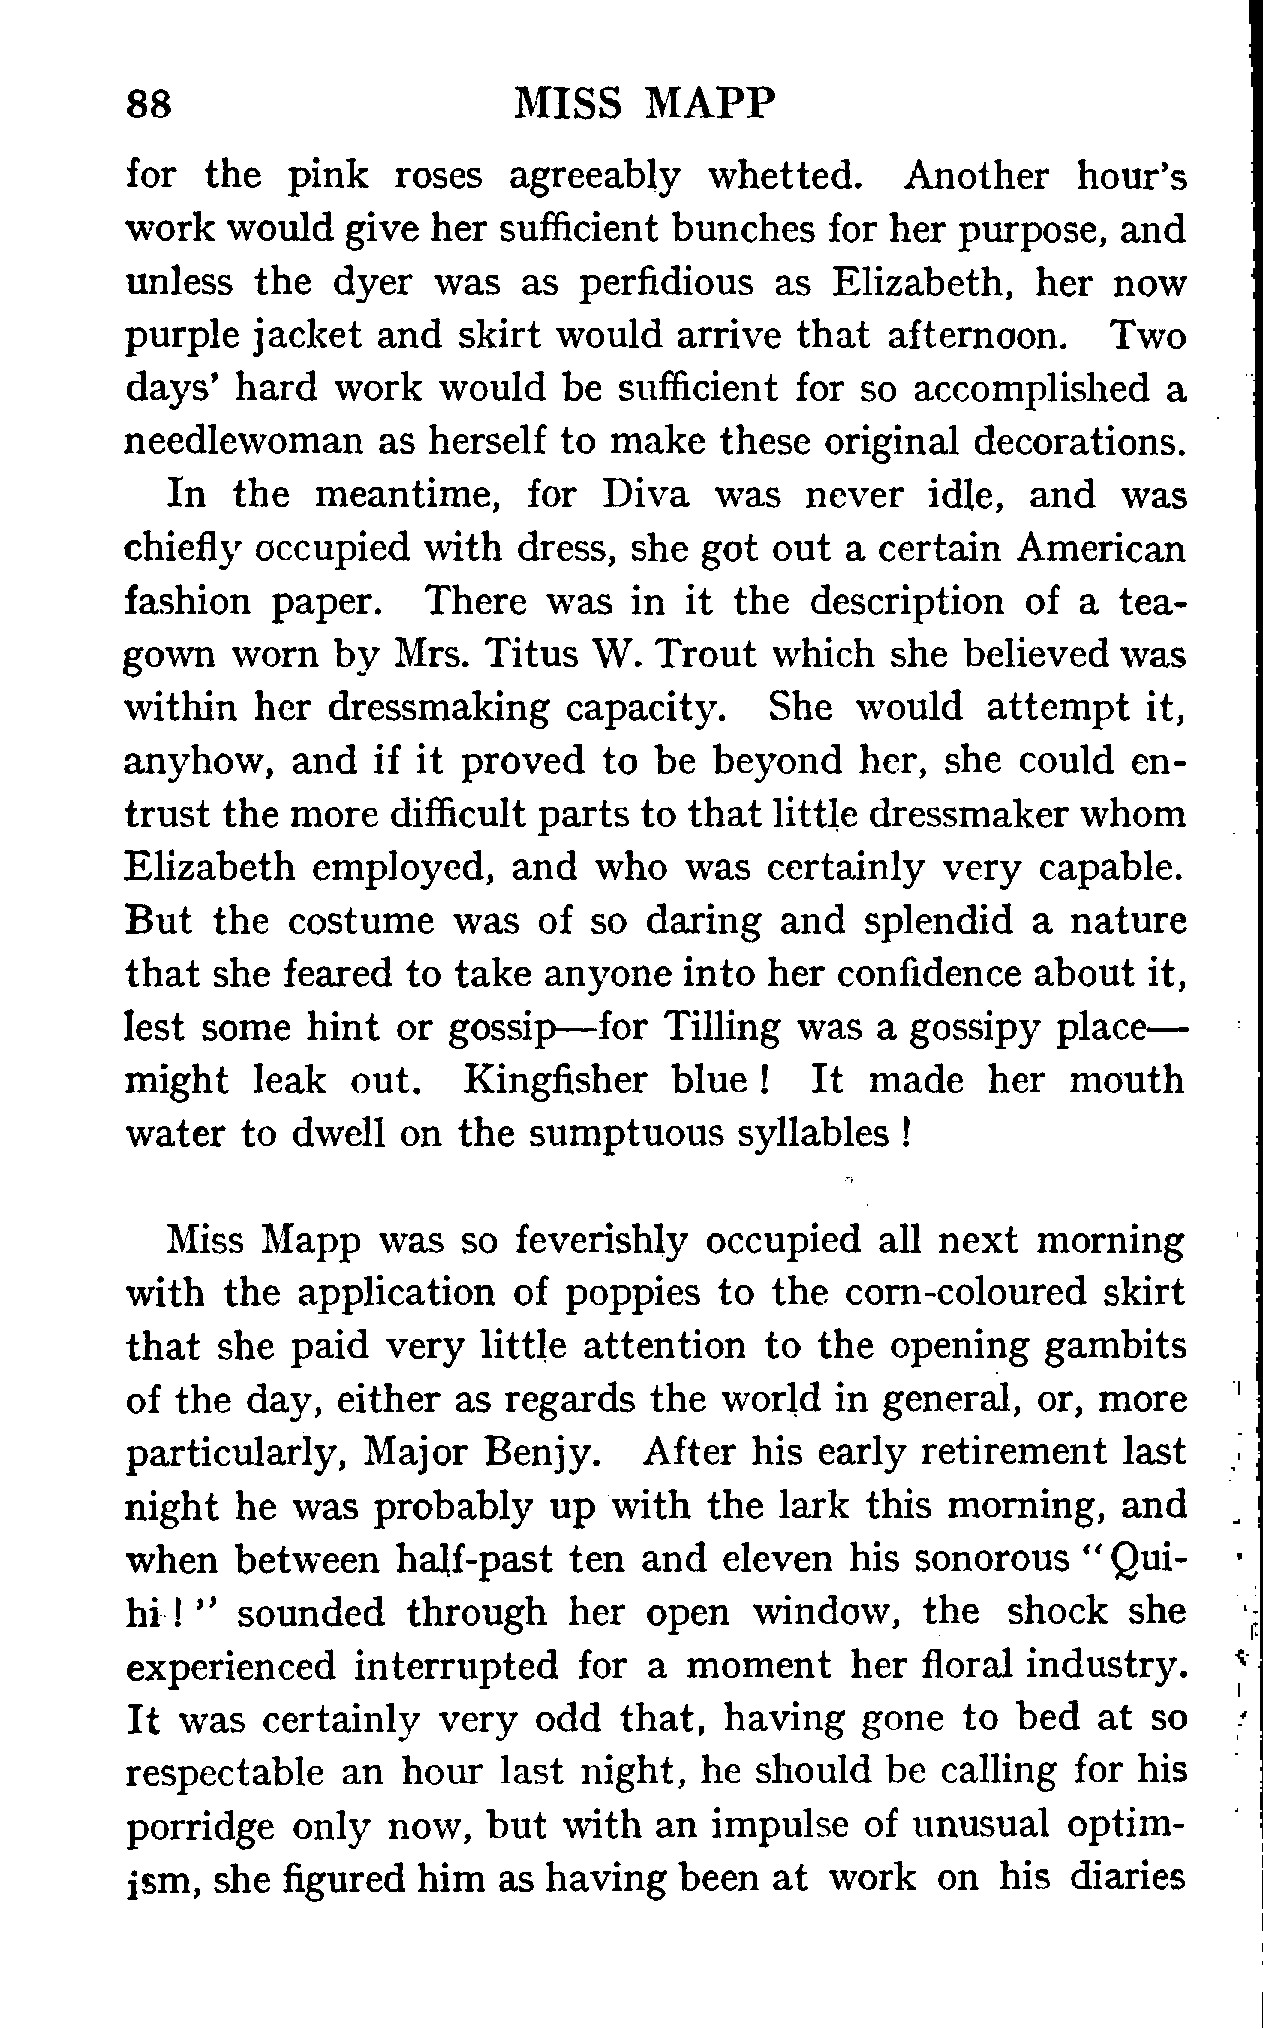 88 MISS MAPP
for the pink roses agreeably whetted. Another hour's
work would give her sufficient bunches for her purpose, and
unless the dyer was as perfidious as Elizabeth, her now
purple jacket and skirt would arrive that afternoon. Two
days' hard work would be sufficient for so accomplished a
needlewoman as herself to make these original decorations.
In the meantime, for Diva was never idle, and was
chiefly occupied with dress, she got out a certain American
fashion paper. There was in it the description of a tea-
gown worn by Mrs. Titus W. Trout which she believed was
within her dressmaking capacity. She would attempt it,
anyhow, and if it proved to be beyond her, she could en-
trust the more difficult parts to that little dressmaker whom
Elizabeth employed, and who was certainly very capable.
But the costume was of so daring and splendid a nature
that she feared to take anyone into her confidence about it,
lest some hint or gossip—for Tilling was a gossipy place—
might leak out. Kingfisher blue ! It made her mouth
water to dwell on the sumptuous syllables !
Miss Mapp was so feverishly occupied all next morning
with the application of poppies to the corn-coloured skirt
that she paid very little attention to the opening gambits
of the day, either as regards the world in general, or, more
particularly, Major Benjy. After his early retirement last
night he was probably up with the lark this morning, and
when between half-past ten and eleven his sonorous “Qui-
hi ! ” sounded through her open window, the shock she
experienced interrupted for a moment her floral industry.
It was certainly very odd that, having gone to bed at so
respectable an hour last night, he should be calling for his
porridge only now, but with an impulse of unusual optim-
ism, she figured him as having been at work on his diaries